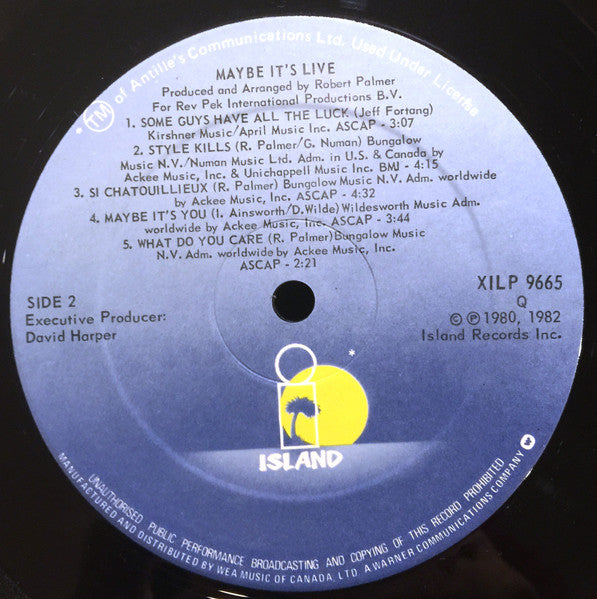 * TM of Antille's Communications Ltd. Used Under License
MAYBE IT'S LIVE
Produced and Arranged by Robert Palmer
For Rev Pek International Productions B.V.
1. SOME GUYS HAVE ALL THE LUCK (Jeff Fortang)
Kirshner Music/April Music Inc. ASCAP - 3:07
2. STYLE KILLS (R. Palmer/G. Numan) Bungalow
Music N.V./Numan Music Ltd. Adm. in U.S. & Canada by
Ackee Music Inc. & Unichappell Music Inc. BMJ - 4:15
3. SI CHATOUILLIEUX (R. Palmer) Bungalow Music N.V. Adm. worldwide
by Ackee Music, Inc. ASCAP - 4:32
4. MAYBE IT'S YOU (I. Ainsworth/D.Wilde) Wildesworth Music Adm.
worldwide by Ackee Music Inc. ASCAP - 3:44
5. WHAT DO YOU CARE (R. Palmer)Bungalow Music
N.V. Adm. worldwide by Ackee Music, Inc.
ASCAP - 2:21
SIDE 2
Executive Producer:
David Harper
XILP 9665
Q
© ℗ 1980, 1982
Island Records Inc.
*
ISLAND
UNAUTHORISED PUBLIC PERFORMANCE BROADCASTING AND COPYING OF THIS RECORD PROHIBITED
MANUFACTURED AND DISTRIBUTED BY WEA MUSIC OF CANADA, LTD. A WARNER COMMUNICATIONS COMPANY